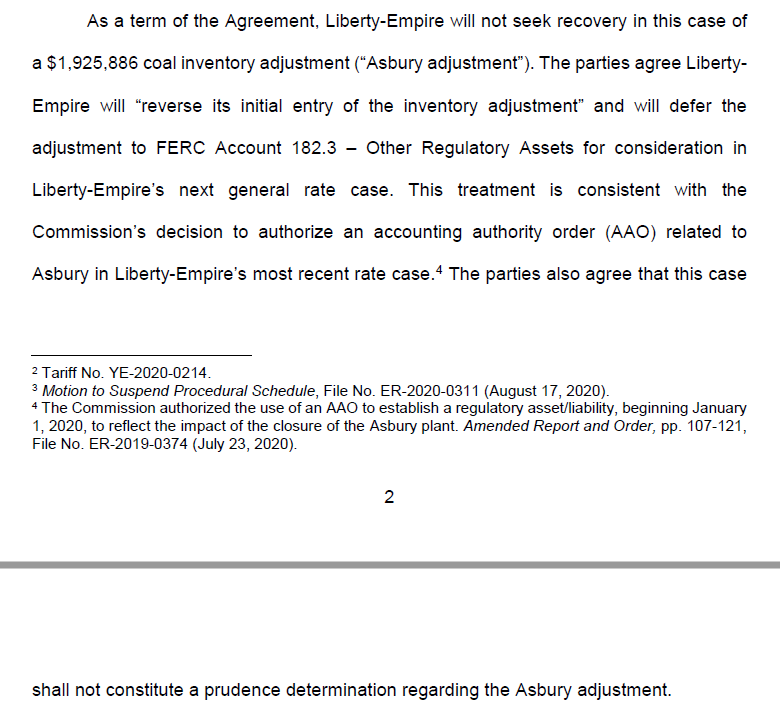 As a term of the Agreement, Liberty-Empire will not seek recovery in this case of
a $1,925,886 coal inventory adjustment (“Asbury adjustment”). The parties agree Liberty-
Empire will “reverse its initial entry of the inventory adjustment” and will defer the
adjustment to FERC Account 182.3 – Other Regulatory Assets for consideration in
Liberty-Empire’s next general rate case. This treatment is consistent with the
Commission’s decision to authorize an accounting authority order (AAO) related to
Asbury in Liberty-Empire’s most recent rate case.⁴ The parties also agree that this case
² Tariff No. YE-2020-0214.
³ Motion to Suspend Procedural Schedule, File No. ER-2020-0311 (August 17, 2020).
⁴ The Commission authorized the use of an AAO to establish a regulatory asset/liability, beginning January
1, 2020, to reflect the impact of the closure of the Asbury plant. Amended Report and Order, pp. 107-121,
File No. ER-2019-0374 (July 23, 2020).
2
shall not constitute a prudence determination regarding the Asbury adjustment.